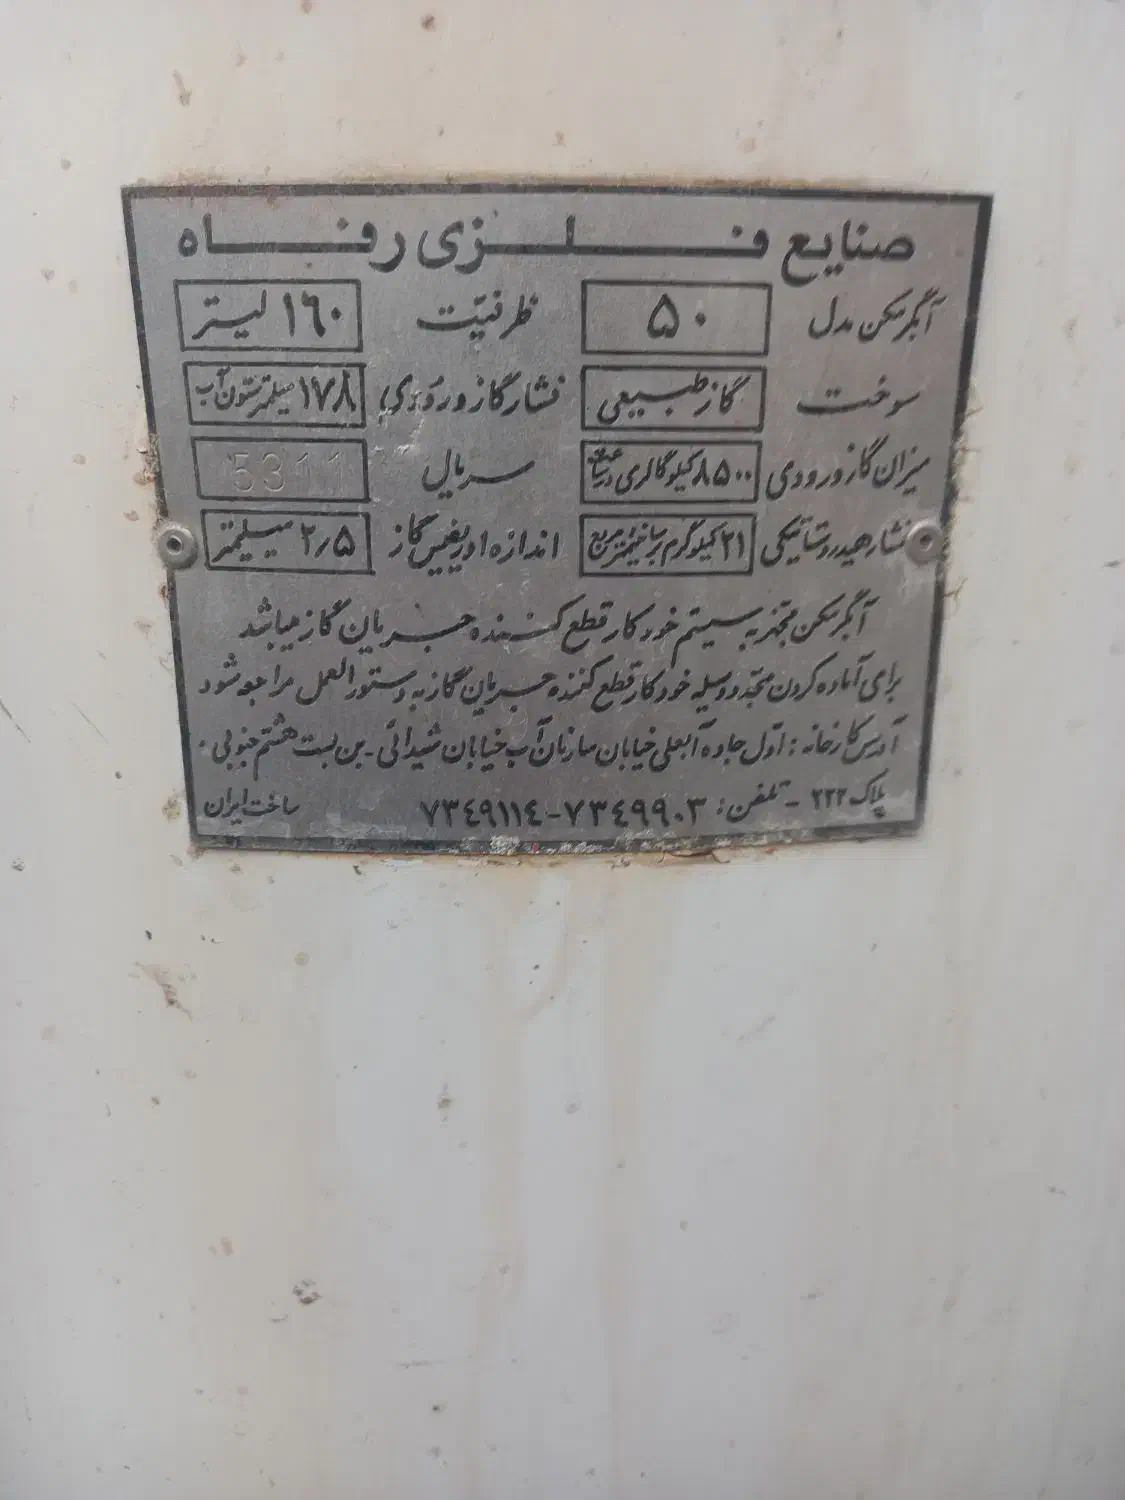 صنایع فلزی رفاه
آبگرمکن مدل ۵۰ ظرفیت ۱۶۰ لیتر
سوخت گاز طبیعی فشار گاز ورودی ۱۷۸ میلمترستون آب
میزان گاز ورودی ۸۵۰۰ کیلوکالری در ساعت سریال 5311
فشار هیدروستاتیکی ۲۱ کیلوگرم بر سانتیمتر مربع اندازه اوریفیس گاز ۲٫۵ میلیمتر
آبگرمکن مجهز به سیستم خودکار قطع کننده جریان گاز میباشد
برای آماده کردن مجدد وسیله خودکار قطع کننده جریان گاز به دستورالعمل مراجعه شود
آدرس کارخانه: اول جاده آبعلی خیابان سازمان آب خیابان شیدائی - بن بست هشتم جنوبی .
پلاک ۲۲۲ - تلفن: ۷۳۴۹۹۰۳-۷۳۴۹۱۱۴ ساخت ایران